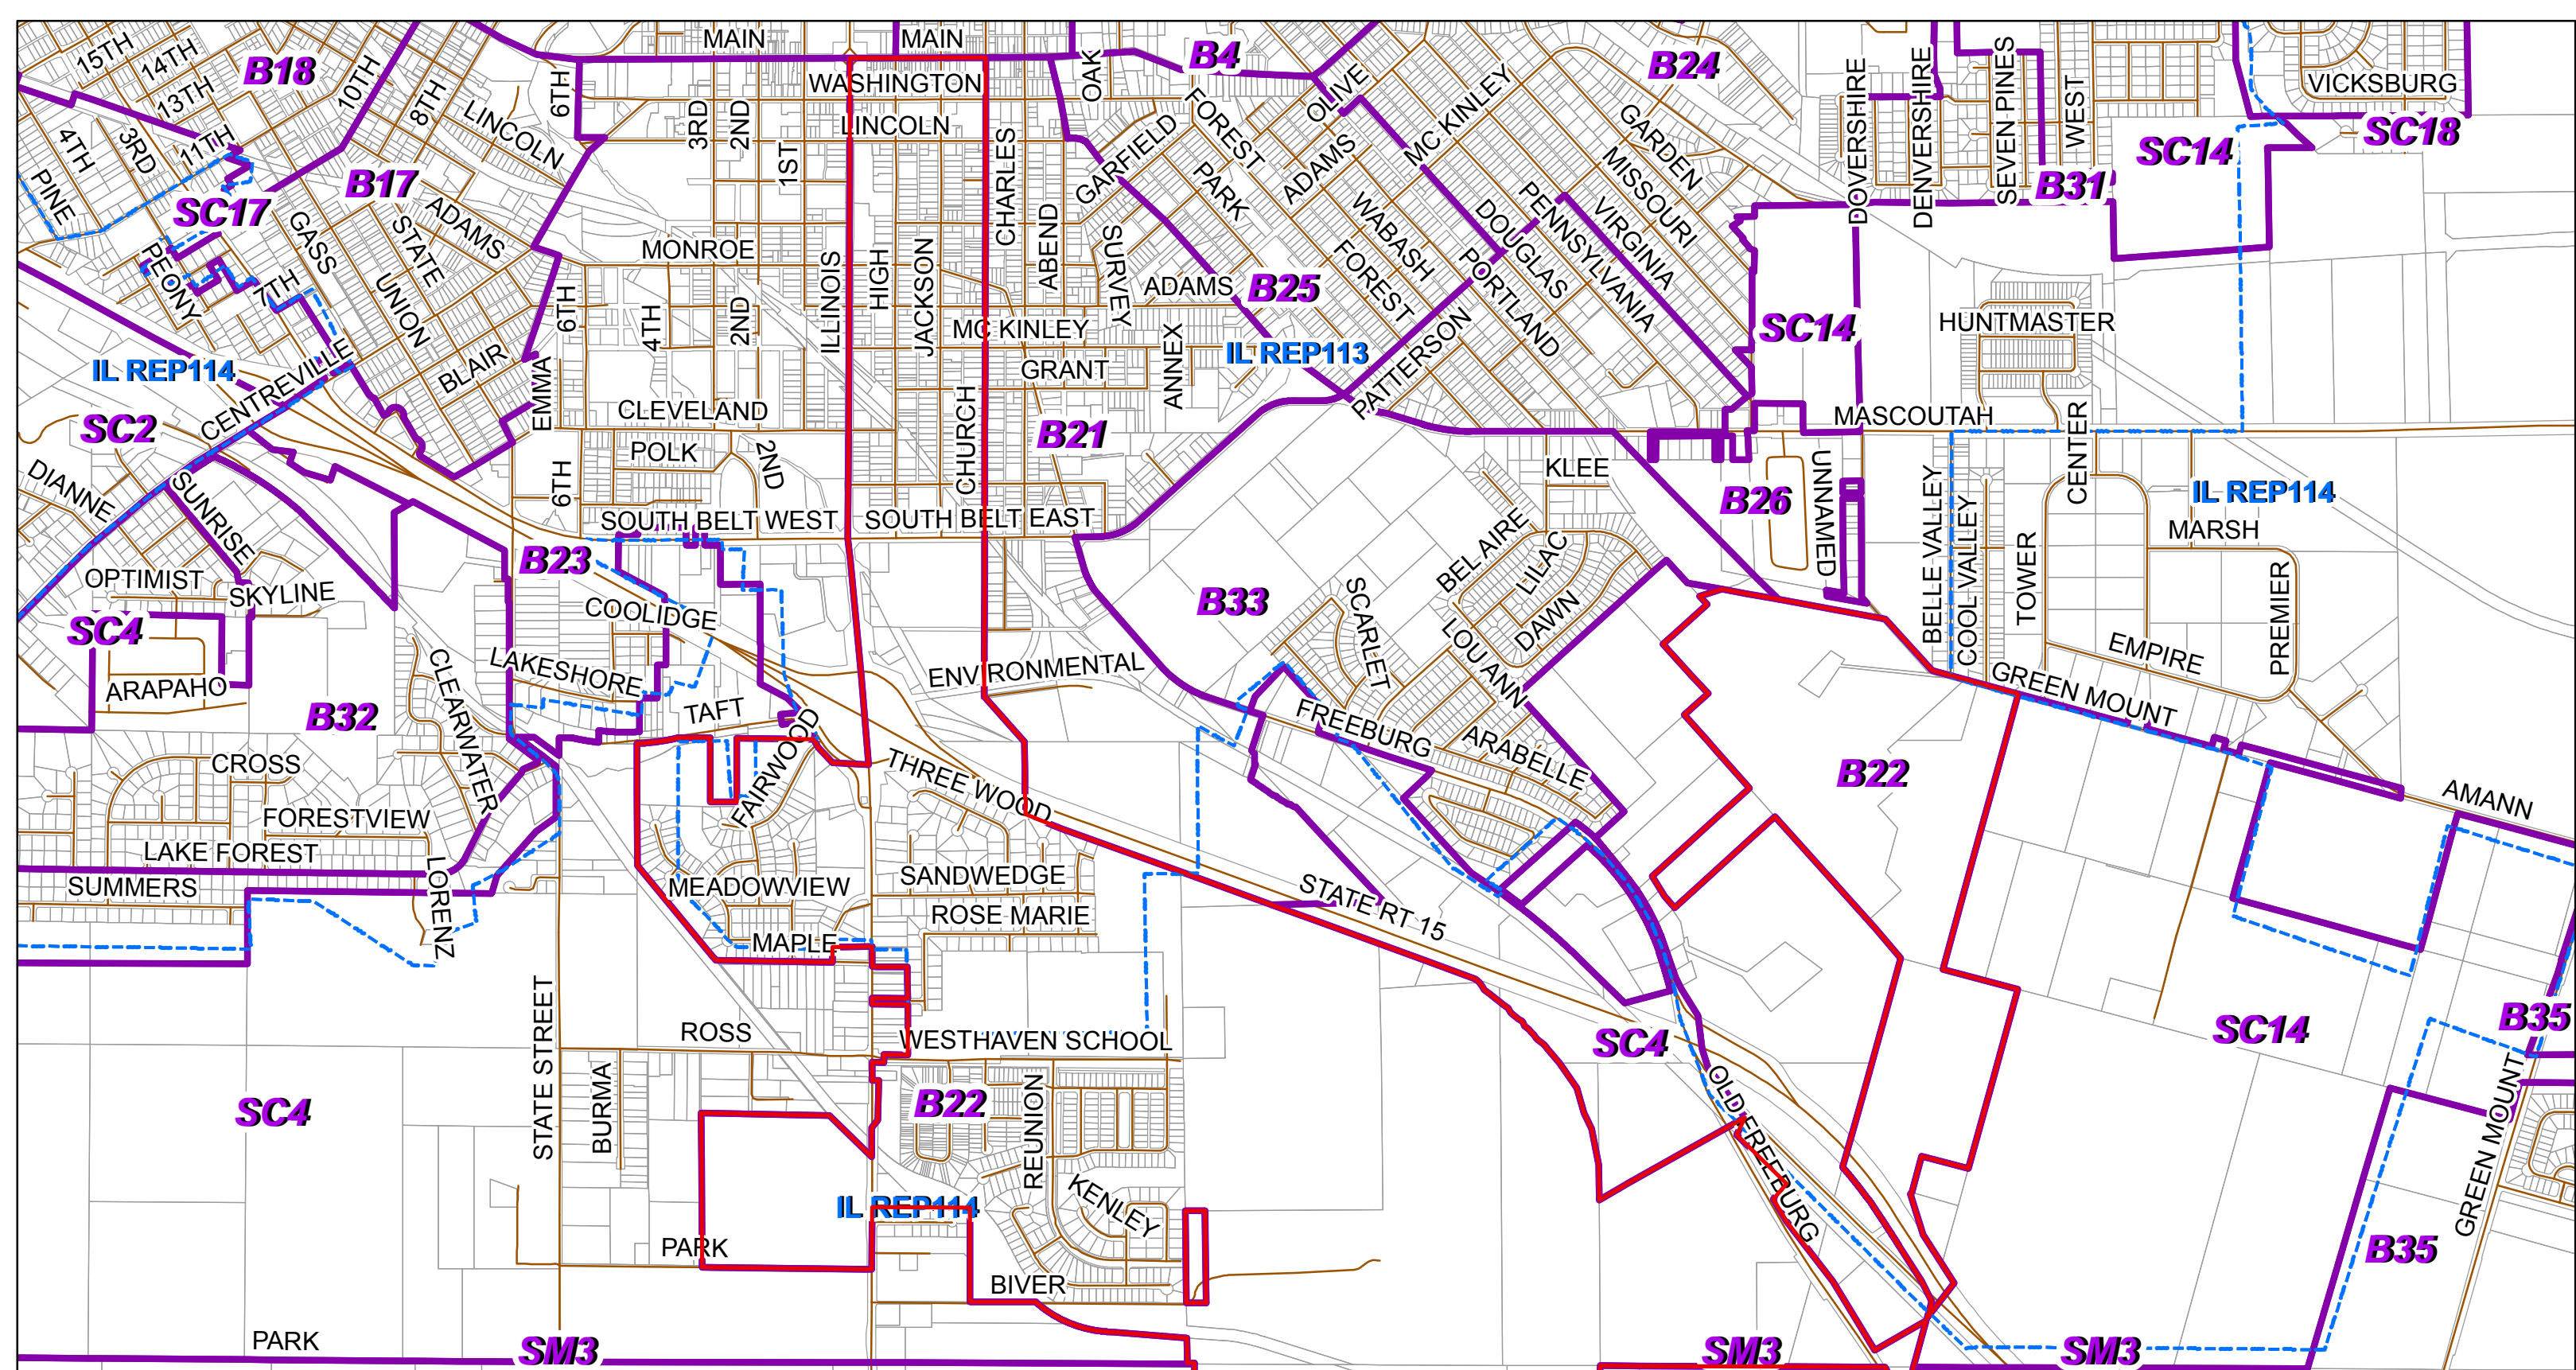 MAIN
MAIN
OAK
B4
B24
15TH
14TH
B18
13TH
10TH
8TH
6TH
WASHINGTON
OLIVE
MC KINLEY
DOVERSHIRE
DENVERSHIRE
SEVEN PINES
WEST
VICKSBURG
4TH
3RD
11TH
LINCOLN
3RD
2ND
1ST
LINCOLN
CHARLES
GARFIELD
FOREST
ADAMS
GARDEN
MISSOURI
SC14
SC18
PINE
B17
SC17
PARK
B31
GASS
STATE
ADAMS
MONROE
ABEND
SURVEY
WABASH
DOUGLAS
PENNSYLVANIA
VIRGINIA
PEONY
7TH
UNION
ILLINOIS
HIGH
JACKSON
ADAMS
B25
FOREST
PORTLAND
6TH
4TH
2ND
MC KINLEY
ANNEX
IL REP113
PATTERSON
SC14
HUNTMASTER
IL REP114
CENTREVILLE
BLAIR
EMMA
GRANT
SC2
CLEVELAND
CHURCH
B21
MASCOUTAH
CENTER
DIANNE
SUNRISE
6TH
POLK
2ND
KLEE
B26
UNNAMED
BELLE VALLEY
COOL VALLEY
IL REP114
SOUTH BELT WEST
SOUTH BELT EAST
MARSH
B23
BEL AIRE
LILAC
TOWER
PREMIER
OPTIMIST
SKYLINE
COOLIDGE
B33
SCARLET
DAWN
SC4
LAKESHORE
ENVIRONMENTAL
LOU ANN
EMPIRE
ARAPAHO
B32
CLEARWATER
TAFT
FREEBURG
GREEN MOUNT
CROSS
FAIRWOOD
THREE WOOD
ARABELLE
B22
AMANN
FORESTVIEW
LAKE FOREST
SUMMERS
LORENZ
MEADOWVIEW
SANDWEDGE
ROSE MARIE
STATE RT 15
MAPLE
STATE STREET
ROSS
WESTHAVEN SCHOOL
SC4
SC14
B35
SC4
BURMA
B22
REUNION
OLD FREEBURG
GREEN MOUNT
KENLEY
IL REP114
PARK
BIVER
B35
PARK
SM3
SM3
SM3